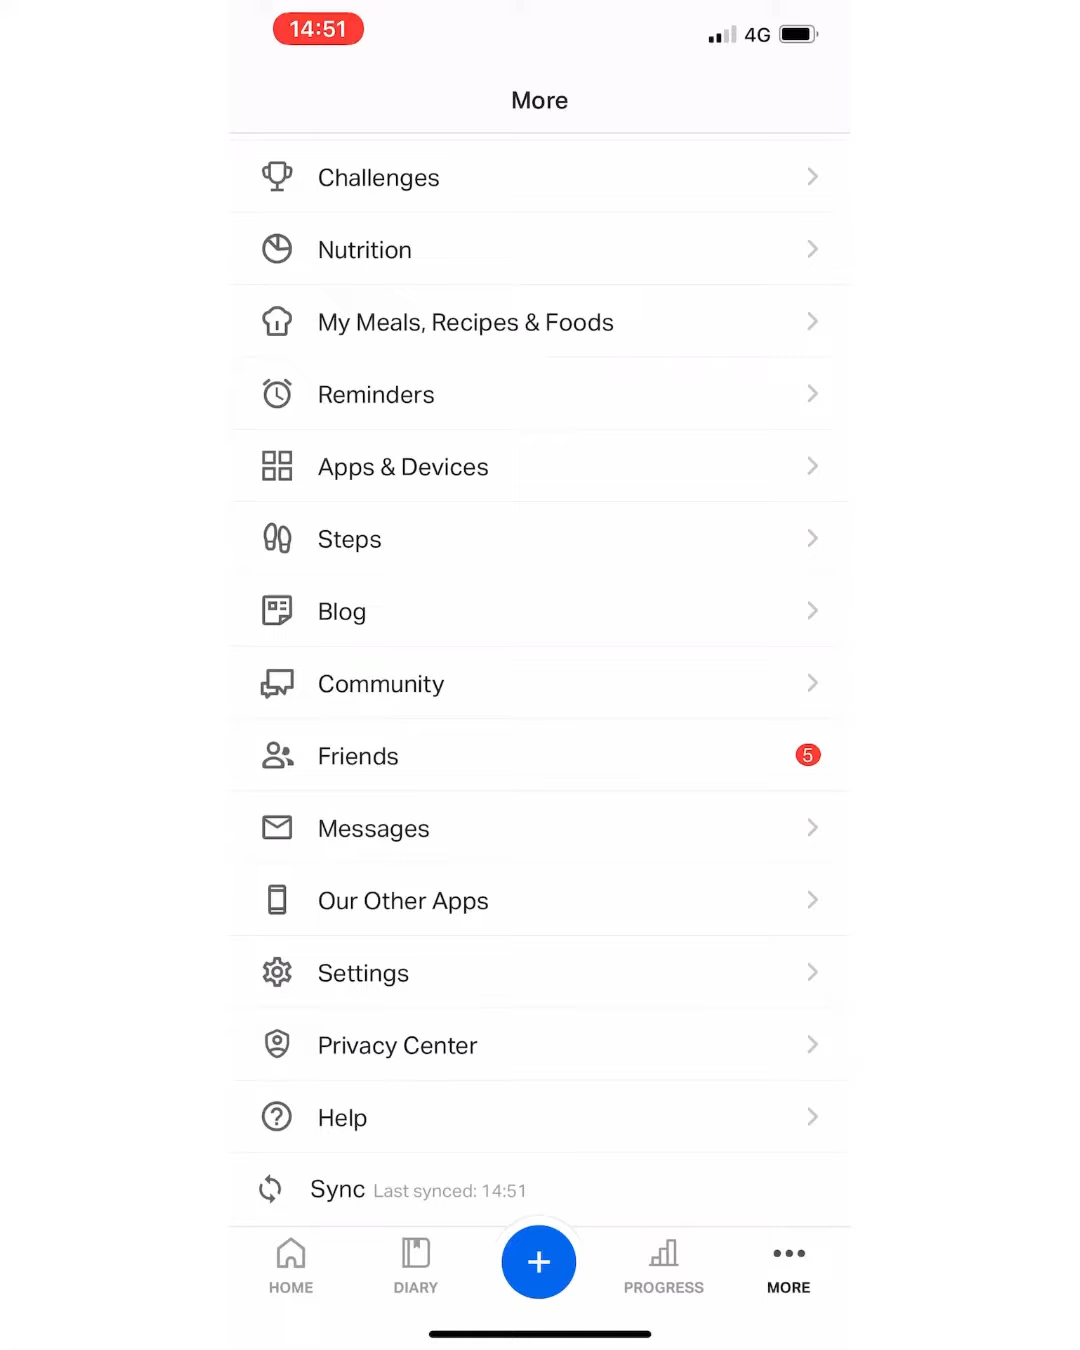 14:51
4G
More
Challenges
Nutrition
My Meals, Recipes & Foods
Reminders
Apps & Devices
Steps
Blog
Community
Friends
5
Messages
Our Other Apps
Settings
Privacy Center
Help
Sync Last synced: 14:51
HOME
DIARY
PROGRESS
MORE